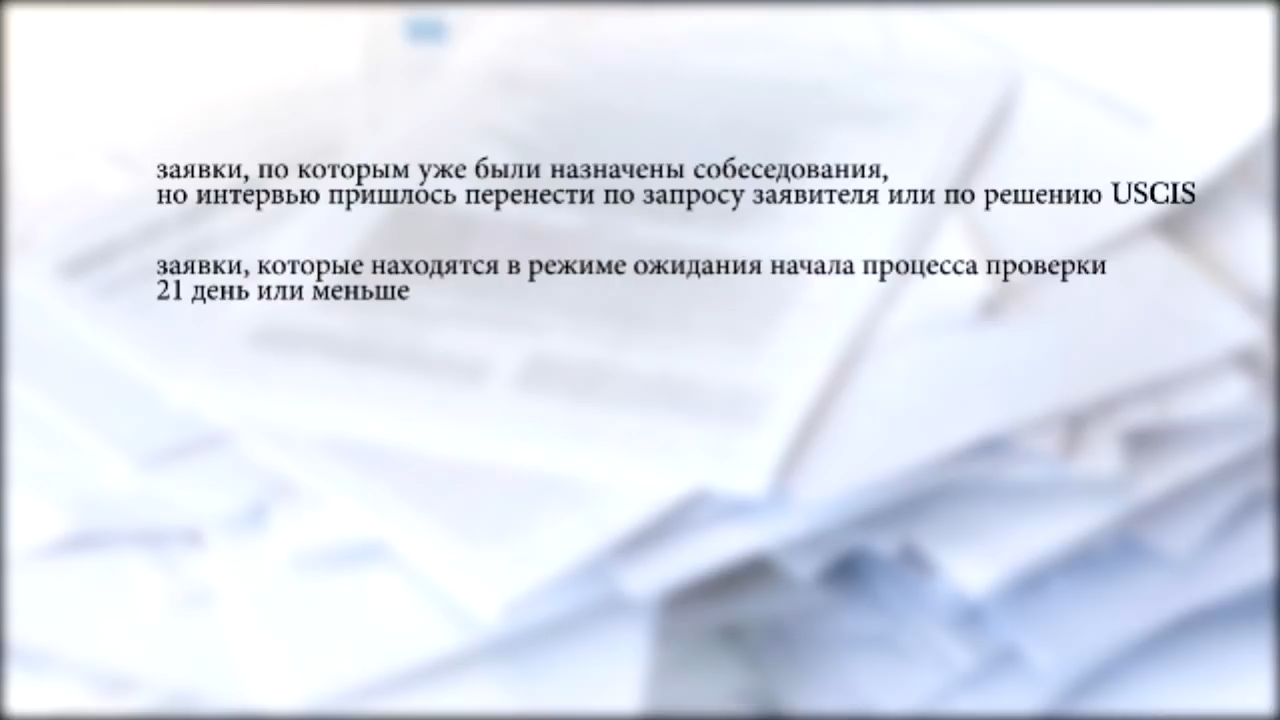 заявки, по которым уже были назначены собеседования,
но интервью пришлось перенести по запросу заявителя или по решению USCIS
заявки, которые находятся в режиме ожидания начала процесса проверки
21 день или меньше